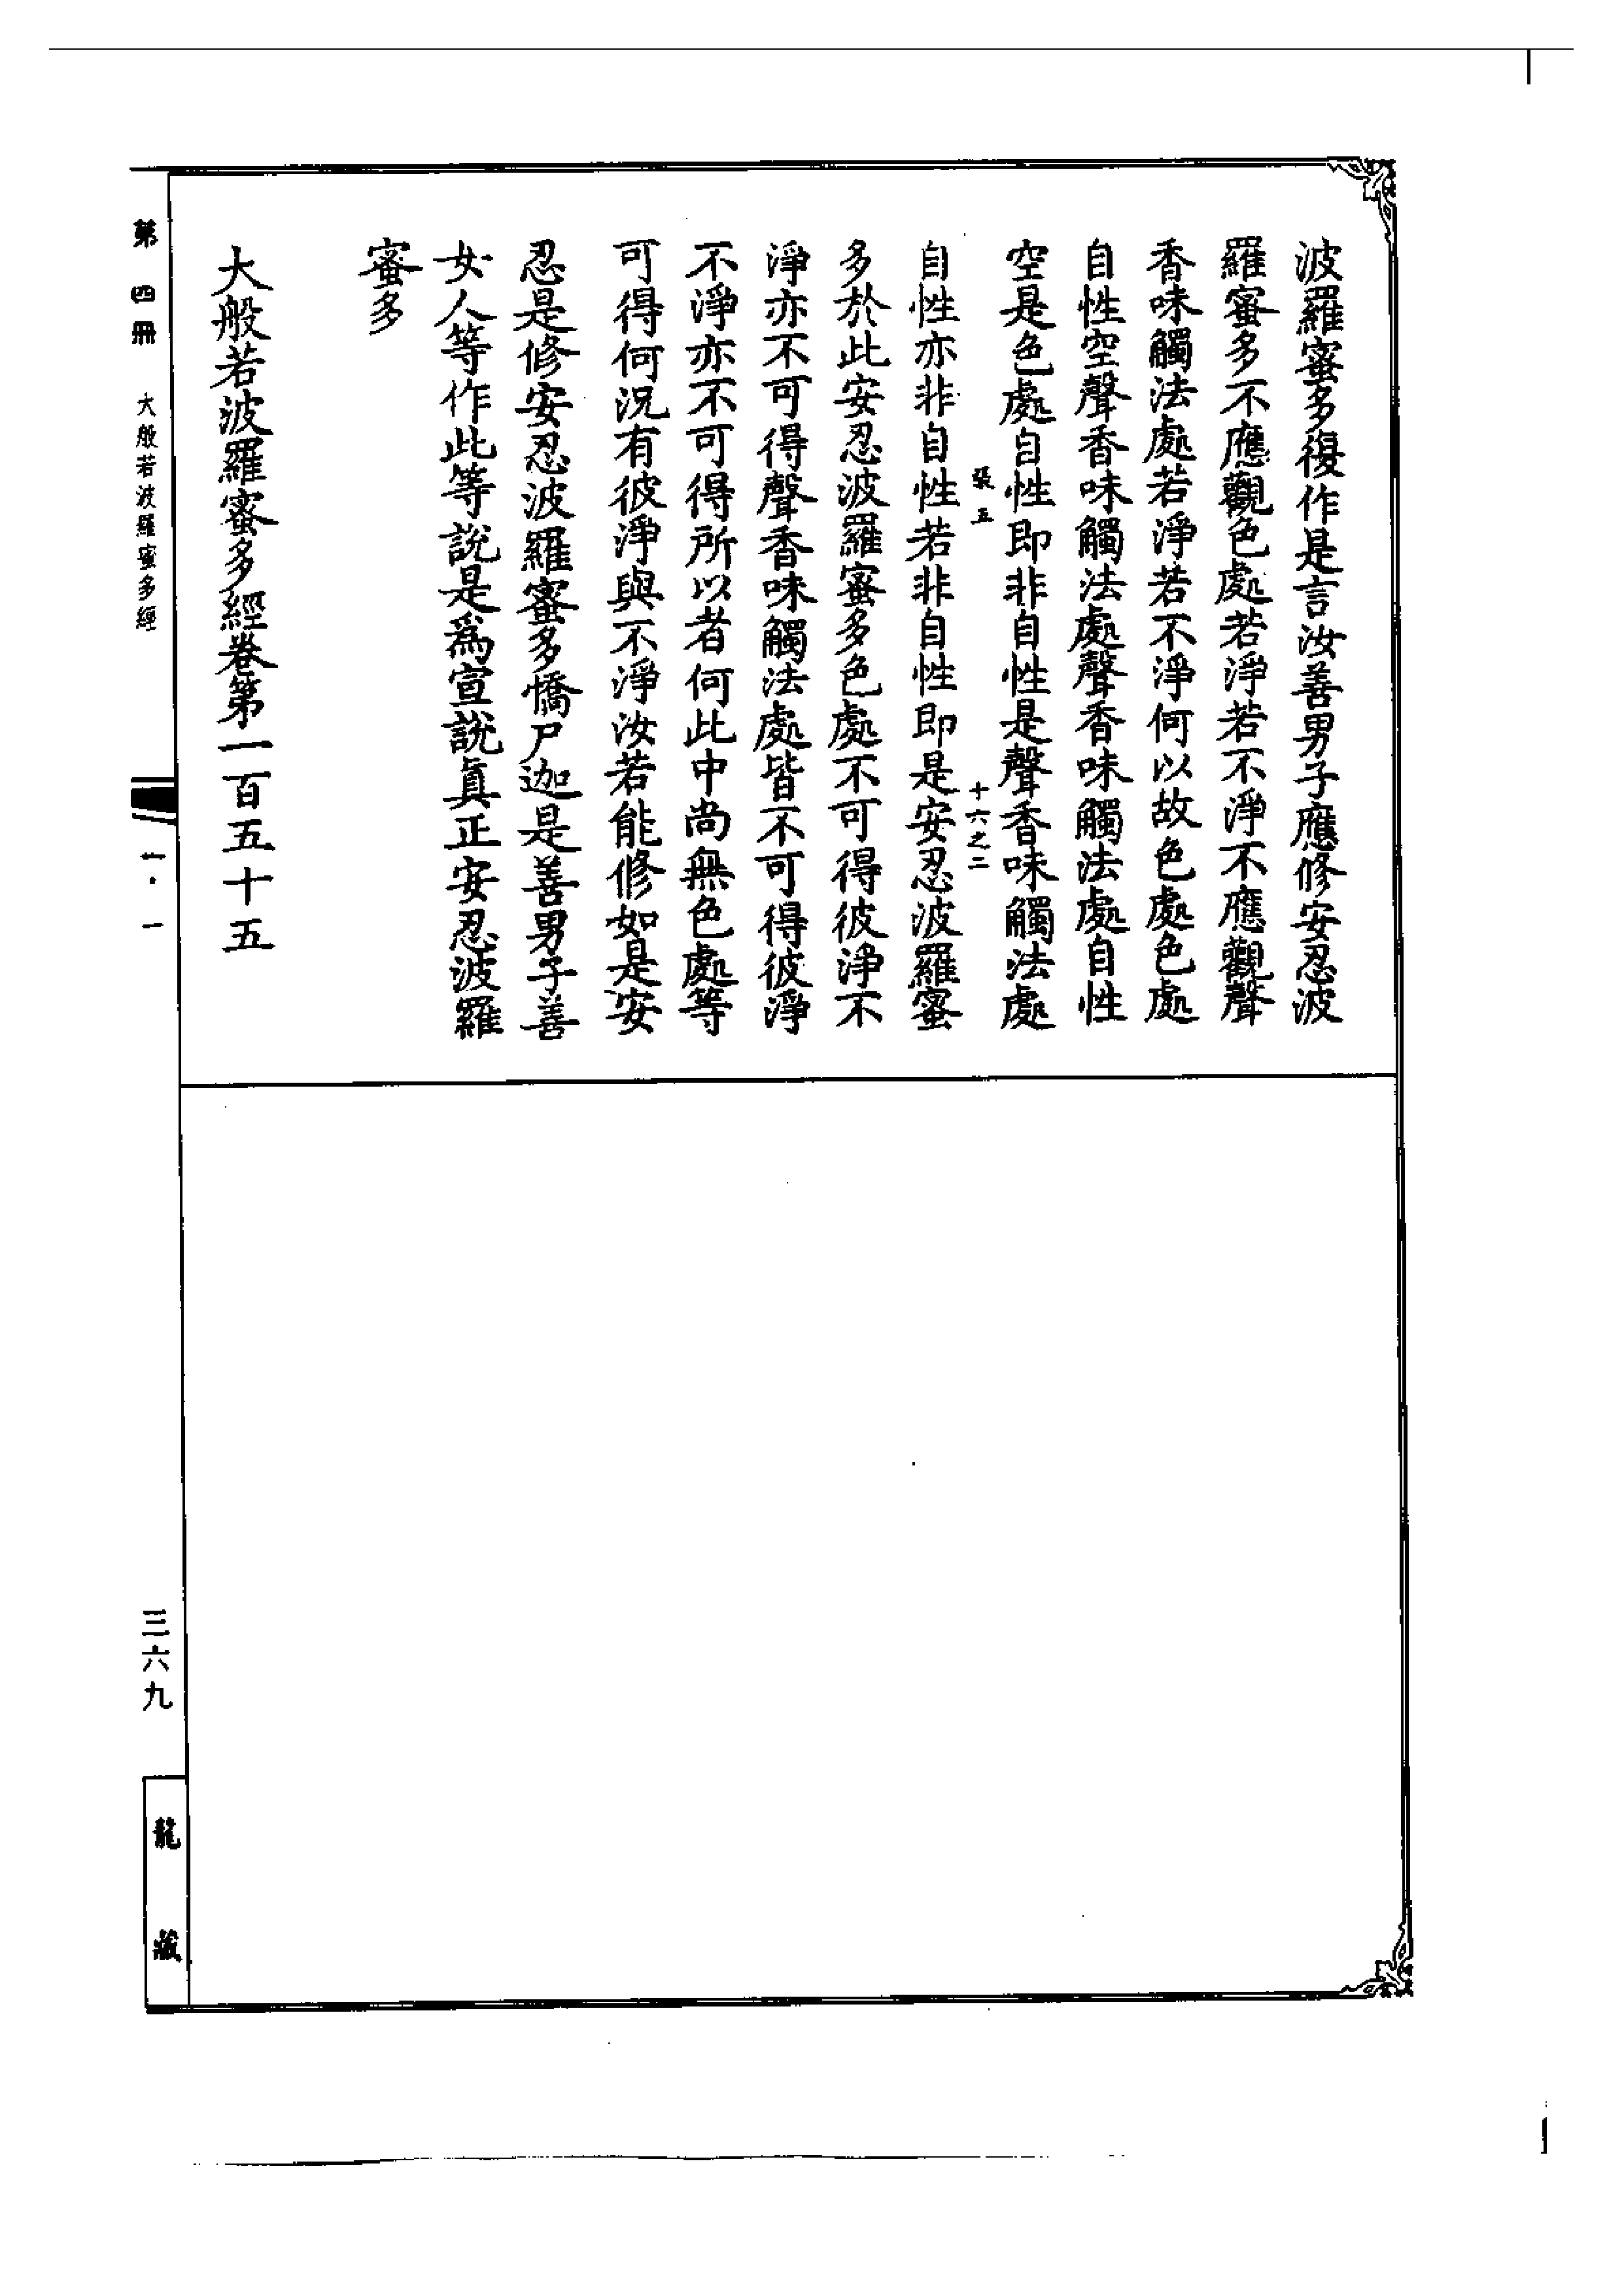 波羅蜜多復作是言汝善男子應修安忍波
羅蜜多不應觀色處若淨若不淨不應觀聲
香味觸法處若淨若不淨何以故色處色處
自性空聲香味觸法處聲香味觸法處自性
空是色處自性即非自性是聲香味觸法處
張五 十六之二
自性亦非自性若非自性即是安忍波羅蜜
多於此安忍波羅蜜多色處不可得彼淨不
淨亦不可得聲香味觸法處皆不可得彼淨
不淨亦不可得所以者何此中尚無色處等
可得何況有彼淨與不淨汝若能修如是安
忍是修安忍波羅蜜多憍尸迦是善男子善
女人等作此等說是爲宣說真正安忍波羅
蜜多
大般若波羅蜜多經卷第一百五十五
第四冊 大般若波羅蜜多經
三六九
龍藏